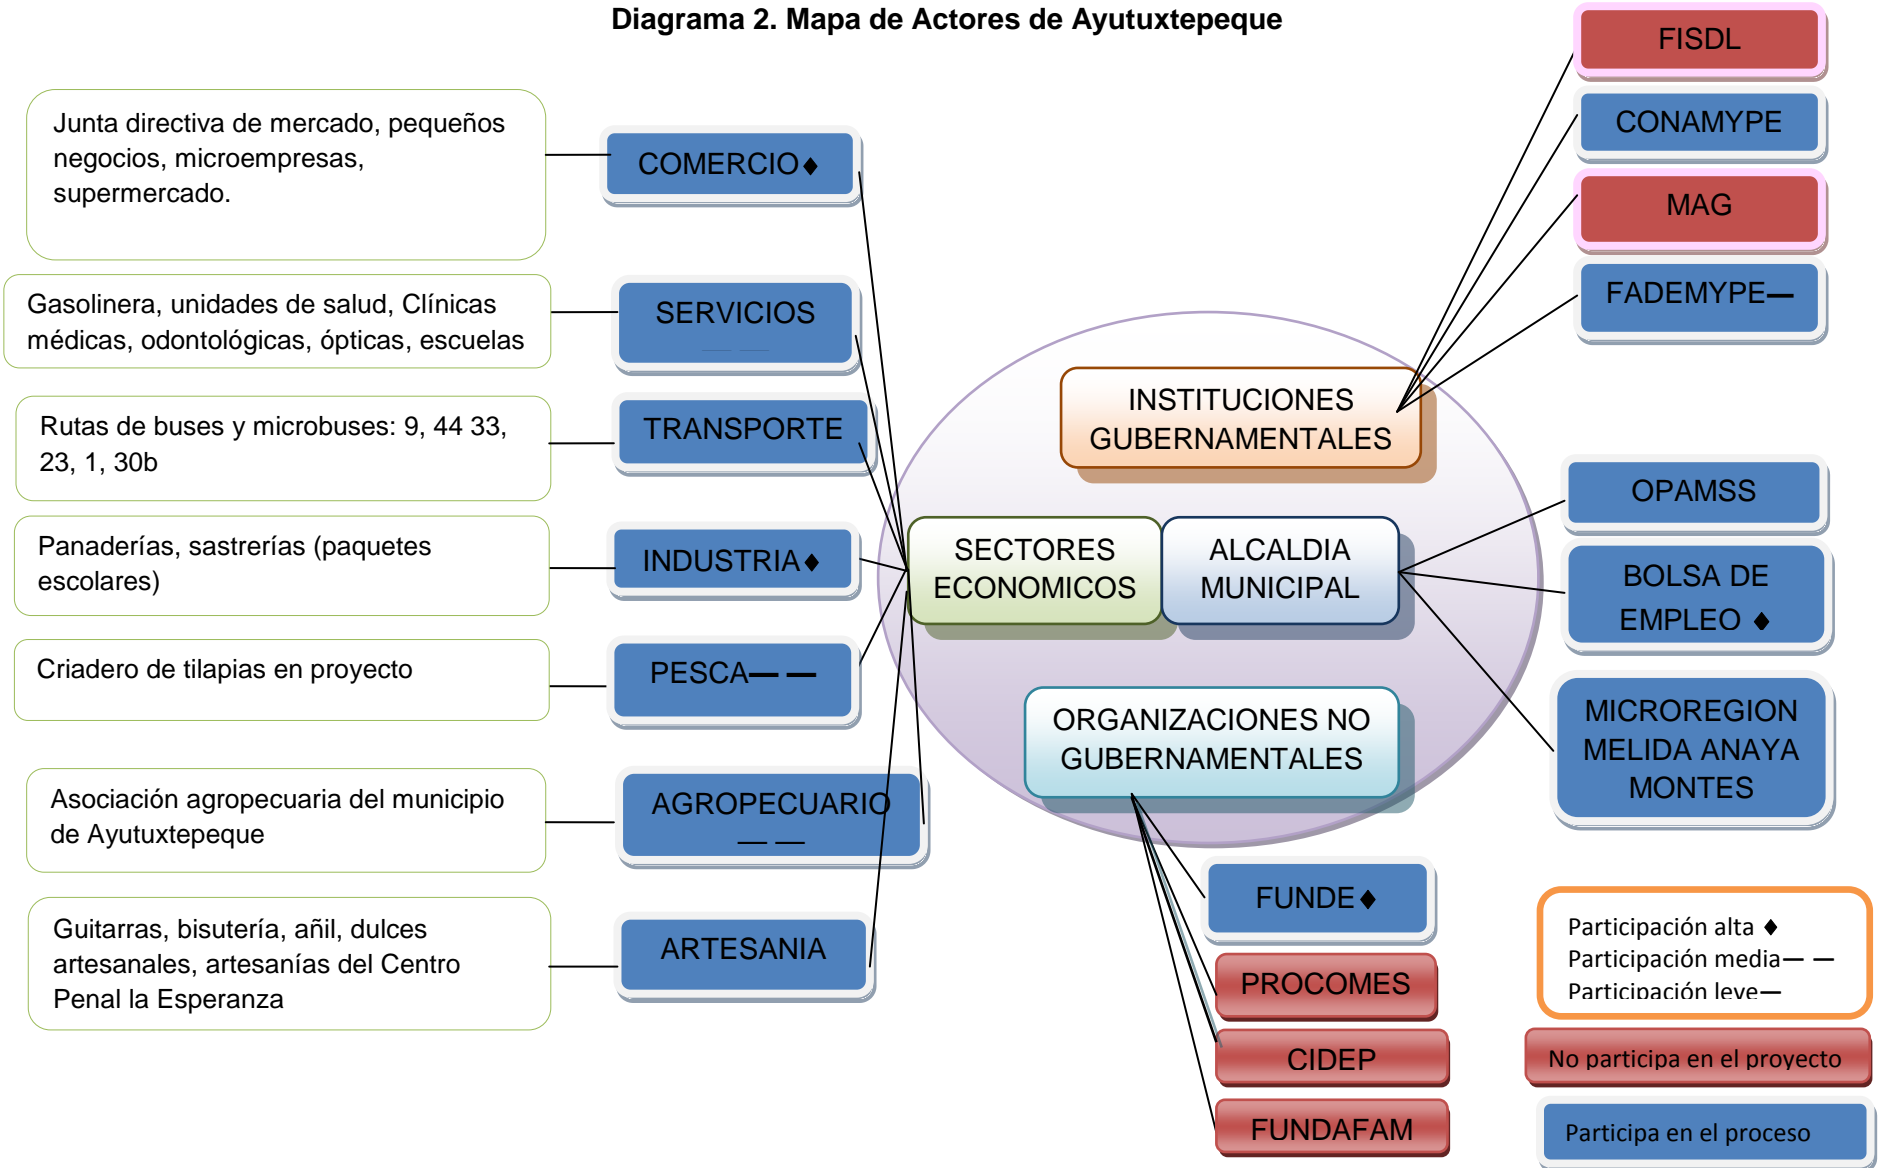 Diagrama 2. Mapa de Actores de Ayutuxtepeque
Junta directiva de mercado, pequeños
negocios, microempresas,
supermercado.
COMERCIO♦
Gasolinera, unidades de salud, Clínicas
médicas, odontológicas, ópticas, escuelas
SERVICIOS
— —
Rutas de buses y microbuses: 9, 44 33,
23, 1, 30b
TRANSPORTE
Panaderías, sastrerías (paquetes
escolares)
INDUSTRIA♦
Criadero de tilapias en proyecto
PESCA— —
Asociación agropecuaria del municipio
de Ayutuxtepeque
AGROPECUARIO
— —
Guitarras, bisutería, añil, dulces
artesanales, artesanías del Centro
Penal la Esperanza
ARTESANIA
SECTORES
ECONOMICOS
ALCALDIA
MUNICIPAL
INSTITUCIONES
GUBERNAMENTALES
ORGANIZACIONES NO
GUBERNAMENTALES
FISDL
CONAMYPE
MAG
FADEMYPE—
OPAMSS
BOLSA DE
EMPLEO ♦
MICROREGION
MELIDA ANAYA
MONTES
FUNDE♦
PROCOMES
CIDEP
FUNDAFAM
Participación alta ♦
Participación media— —
Participación leve—
No participa en el proyecto
Participa en el proceso